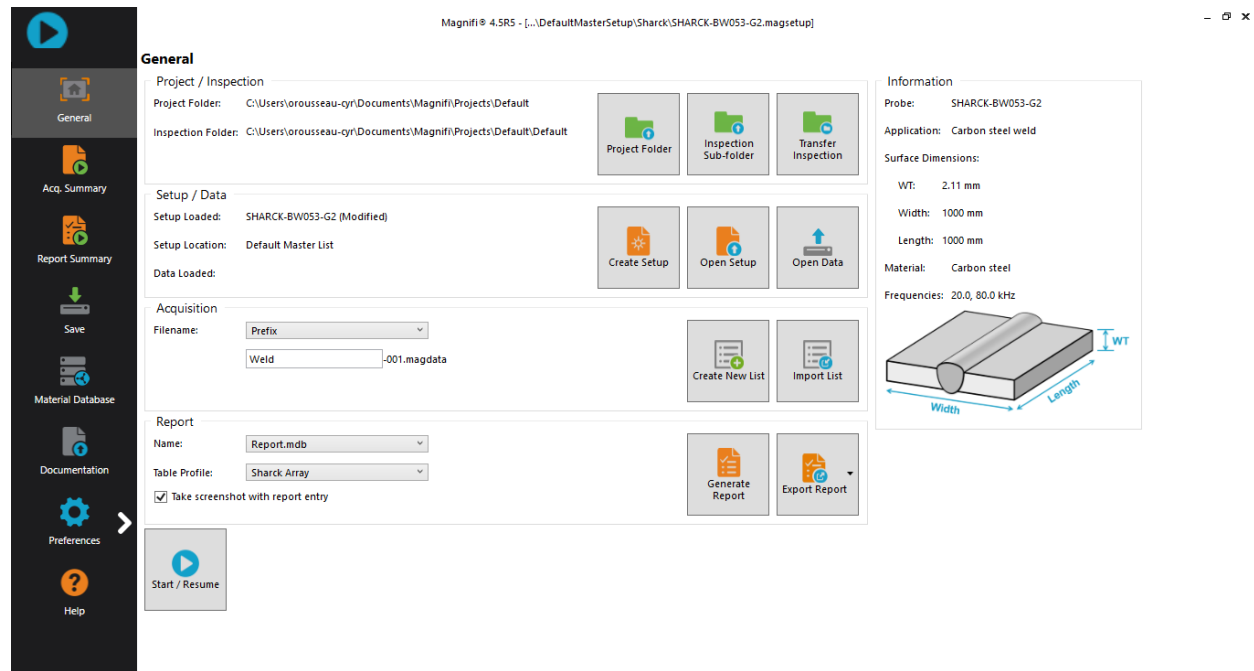 Magnifi® 4.5R5 - [...\DefaultMasterSetup\Sharck\SHARCK-BW053-G2.magsetup]
General
Acq. Summary
Report Summary
Save
Material Database
Documentation
Preferences
Help
General
Project / Inspection
Project Folder: C:\Users\orousseau-cyr\Documents\Magnifi\Projects\Default
Inspection Folder: C:\Users\orousseau-cyr\Documents\Magnifi\Projects\Default\Default
Project Folder
Inspection
Sub-folder
Transfer
Inspection
Setup / Data
Setup Loaded: SHARCK-BW053-G2 (Modified)
Setup Location: Default Master List
Data Loaded:
Create Setup
Open Setup
Open Data
Acquisition
Filename: Prefix
Weld -001.magdata
Create New List
Import List
Report
Name: Report.mdb
Table Profile: Sharck Array
Take screenshot with report entry
Generate
Report
Export Report
Start / Resume
Information
Probe: SHARCK-BW053-G2
Application: Carbon steel weld
Surface Dimensions:
WT: 2.11 mm
Width: 1000 mm
Length: 1000 mm
Material: Carbon steel
Frequencies: 20.0, 80.0 kHz
WT
Length
Width